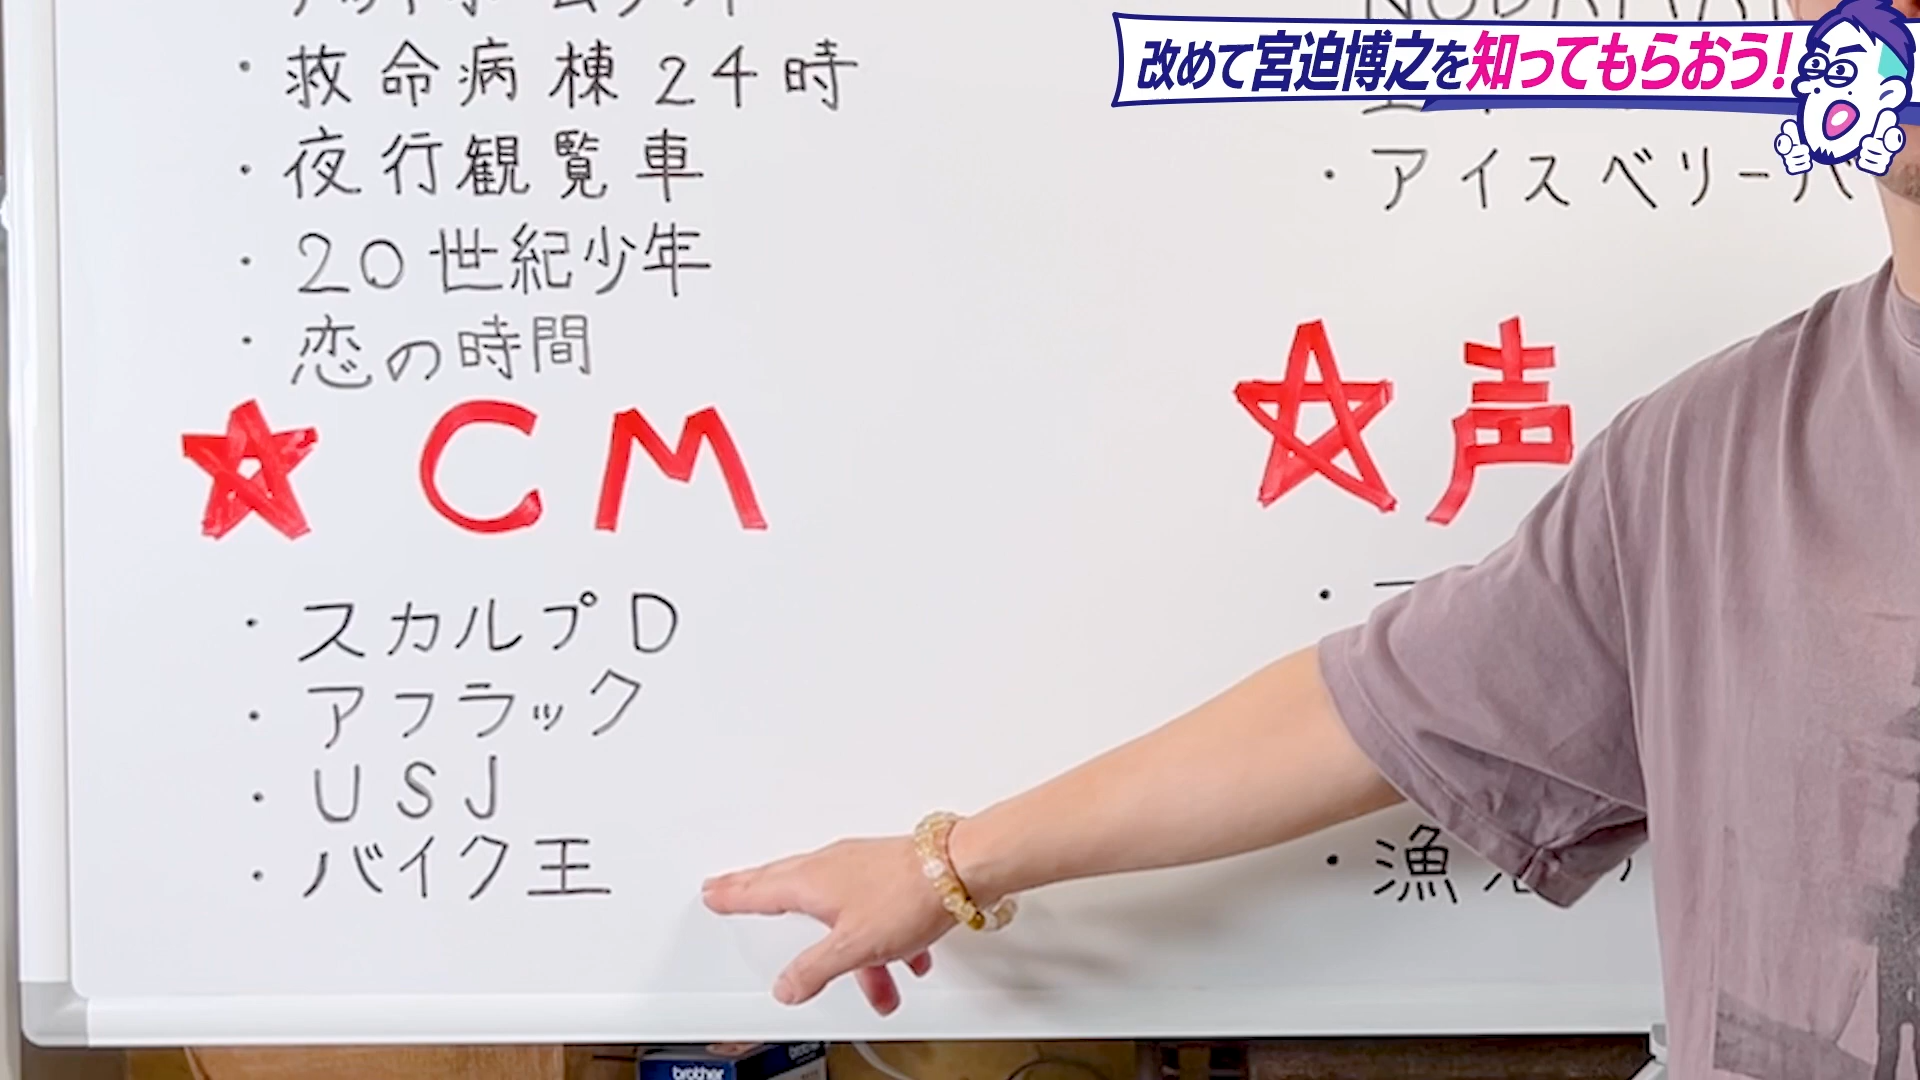 改めて宮迫博之を知ってもらおう!
・救命病棟24時
・夜行観覧車
・20世紀少年
・恋の時間
☆CM
・スカルプD
・アフラック
・USJ
・バイク王
・アイスベリーパ
☆声
・漁
brother